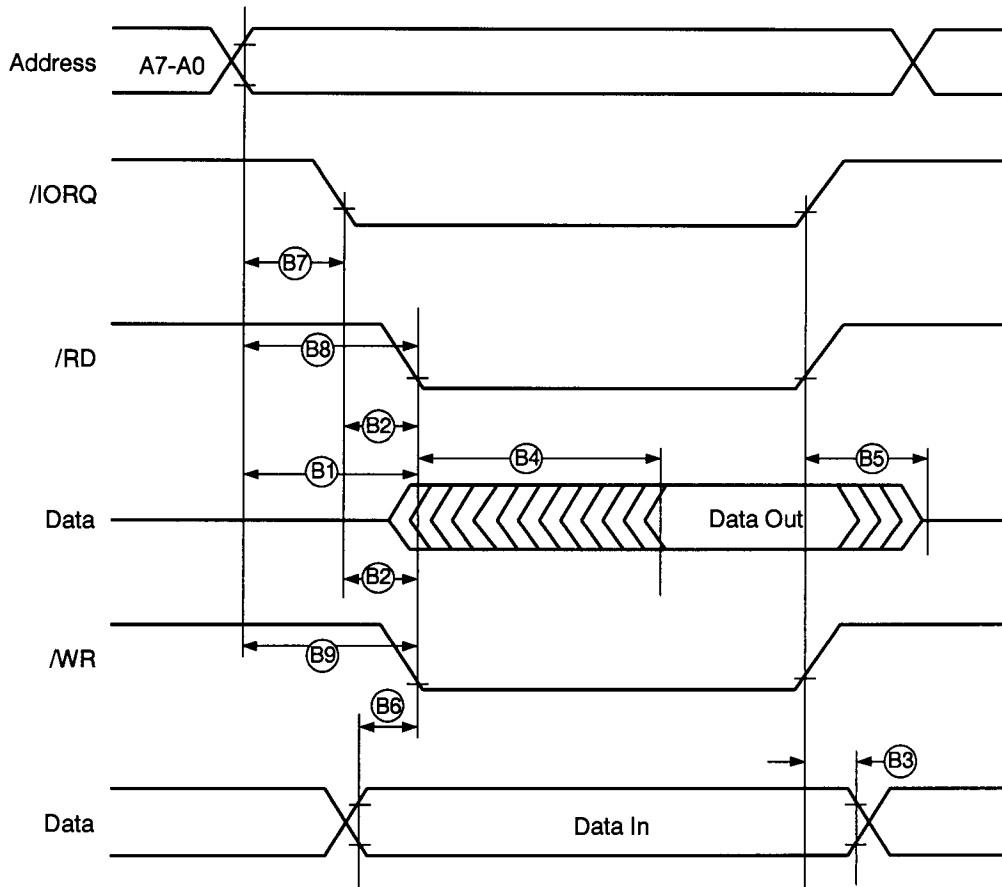 Address
A7-A0
/IORQ
B7
/RD
B8
B2
B1
B4
B5
Data
Data Out
B2
/WR
B9
B6
B3
Data
Data In